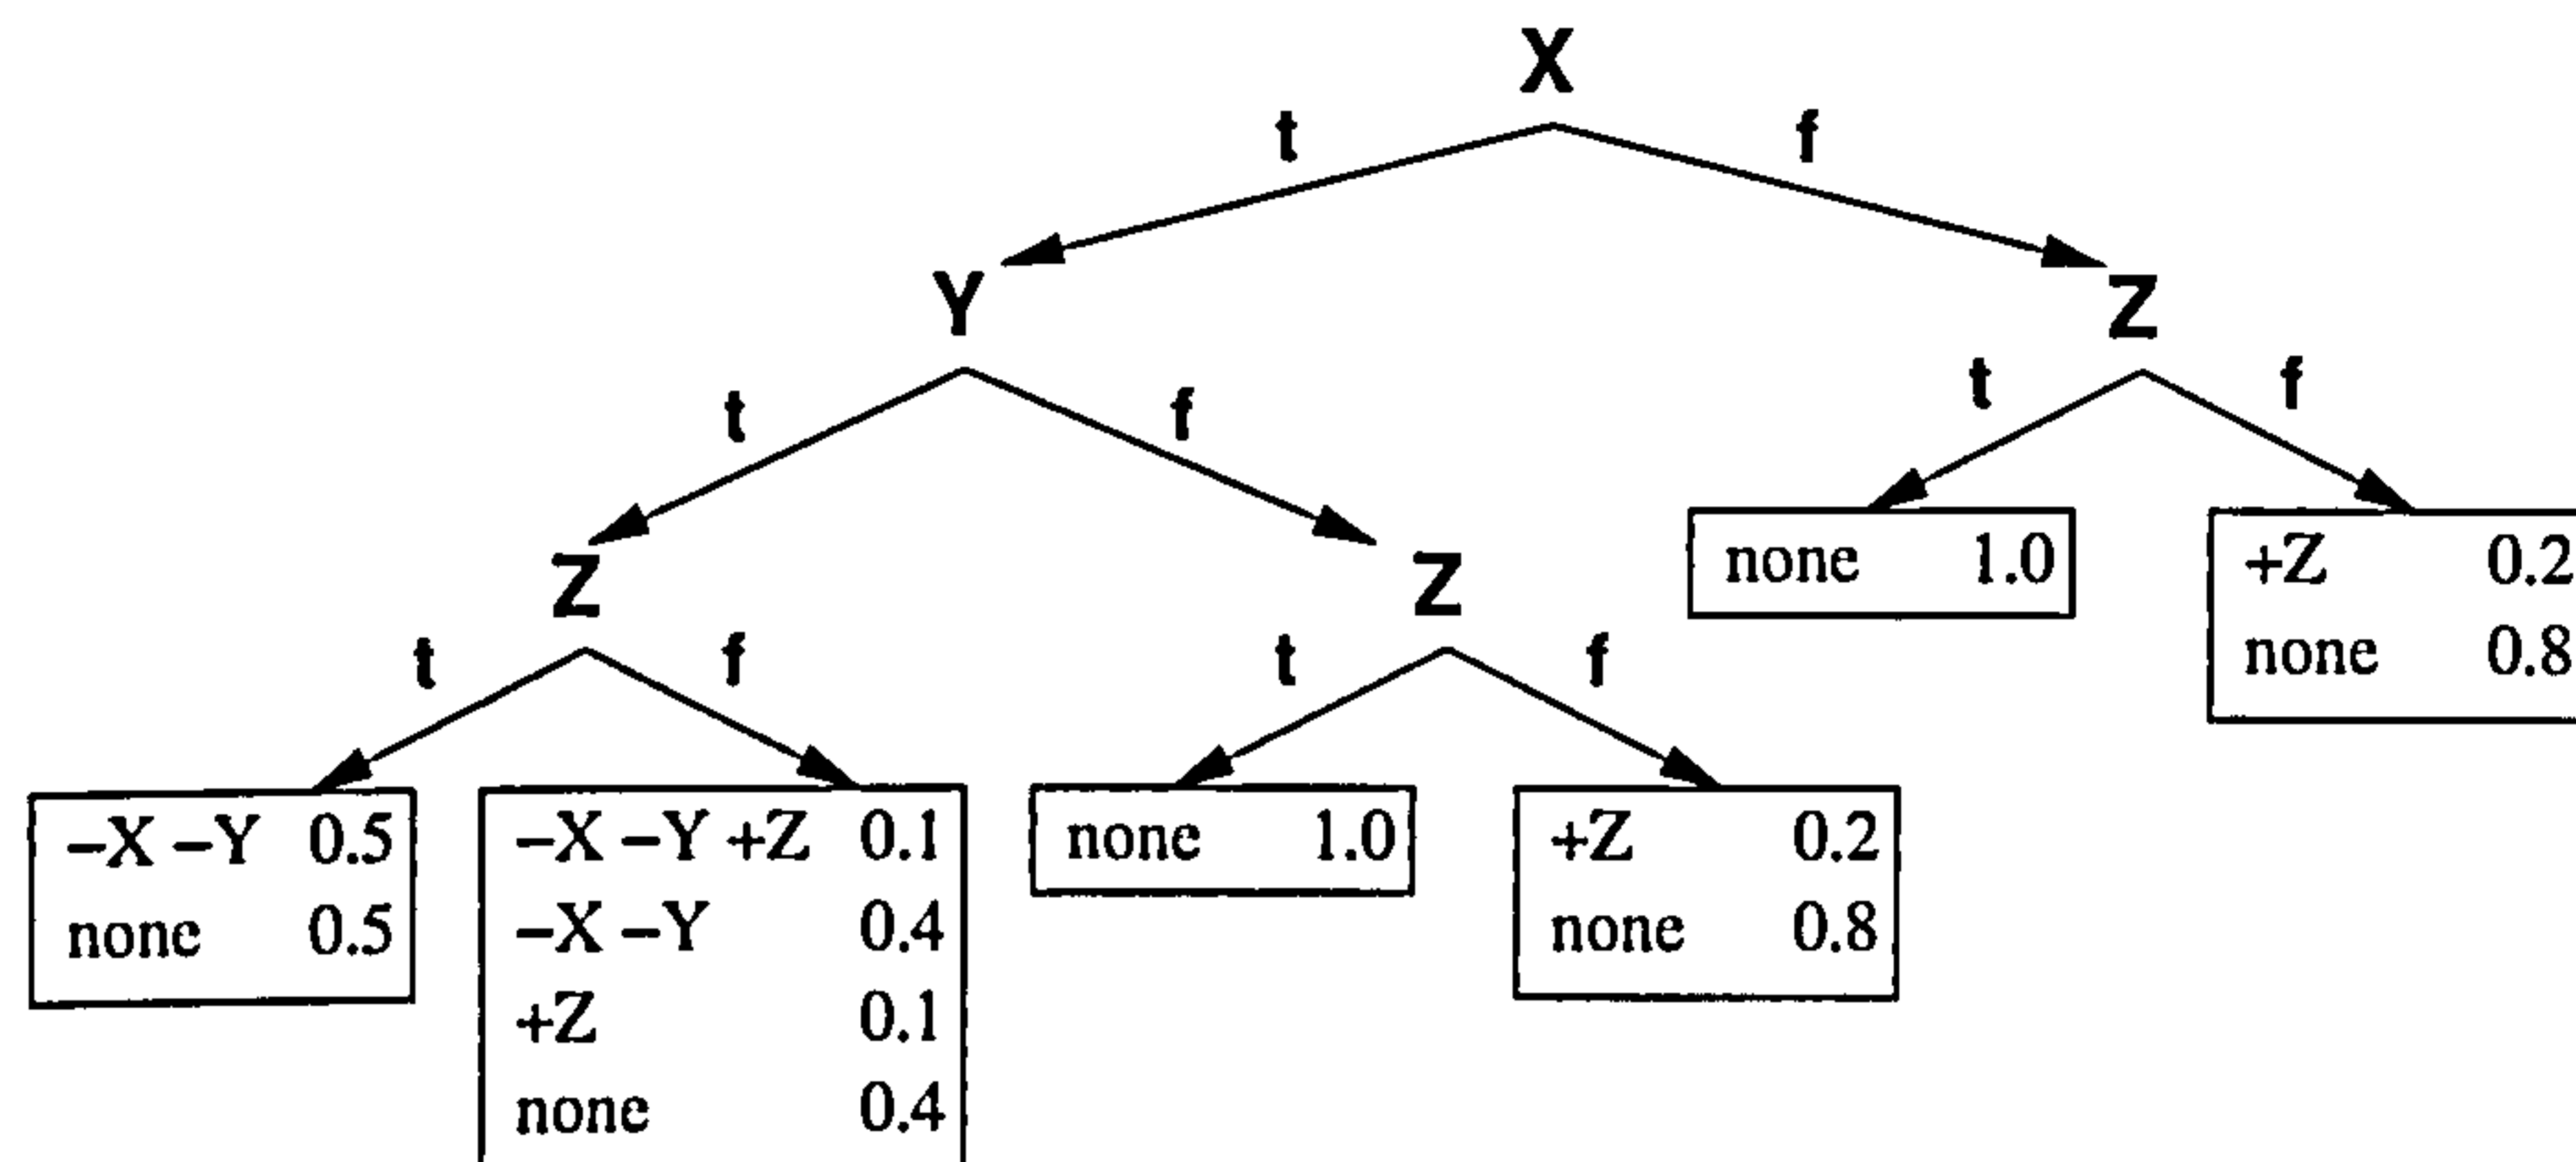 X
t f
Y Z
t f t f
none 1.0
+Z 0.2
none 0.8
Z Z
t f t f
–X –Y 0.5
none 0.5
–X –Y +Z 0.1
–X –Y 0.4
+Z 0.1
none 0.4
none 1.0
+Z 0.2
none 0.8